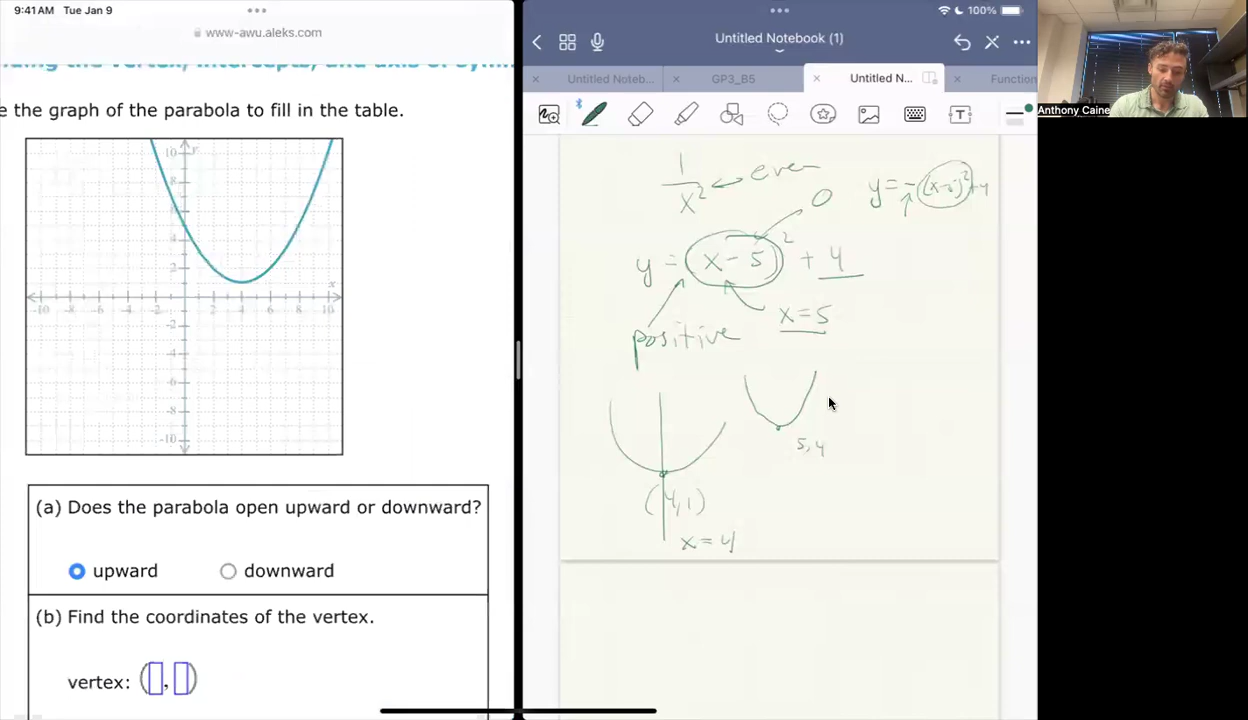 9:41 AM Tue Jan 9
www-awu.aleks.com
e the graph of the parabola to fill in the table.
10
y
8
6
4
2
x
-10 -8 -6 -4 -2 2 4 6 8 10
-2
-4
-6
-8
-10
(a) Does the parabola open upward or downward?
upward downward
(b) Find the coordinates of the vertex.
vertex: ( , )
100%
Untitled Notebook (1)
Untitled Noteb... GP3_B5 Untitled N... Function
T
1/x² even
0
y = -(x-5)² + 4
y = (x-5)² + 4
positive x = 5
5,4
(4,1)
x = 4
Anthony Caine